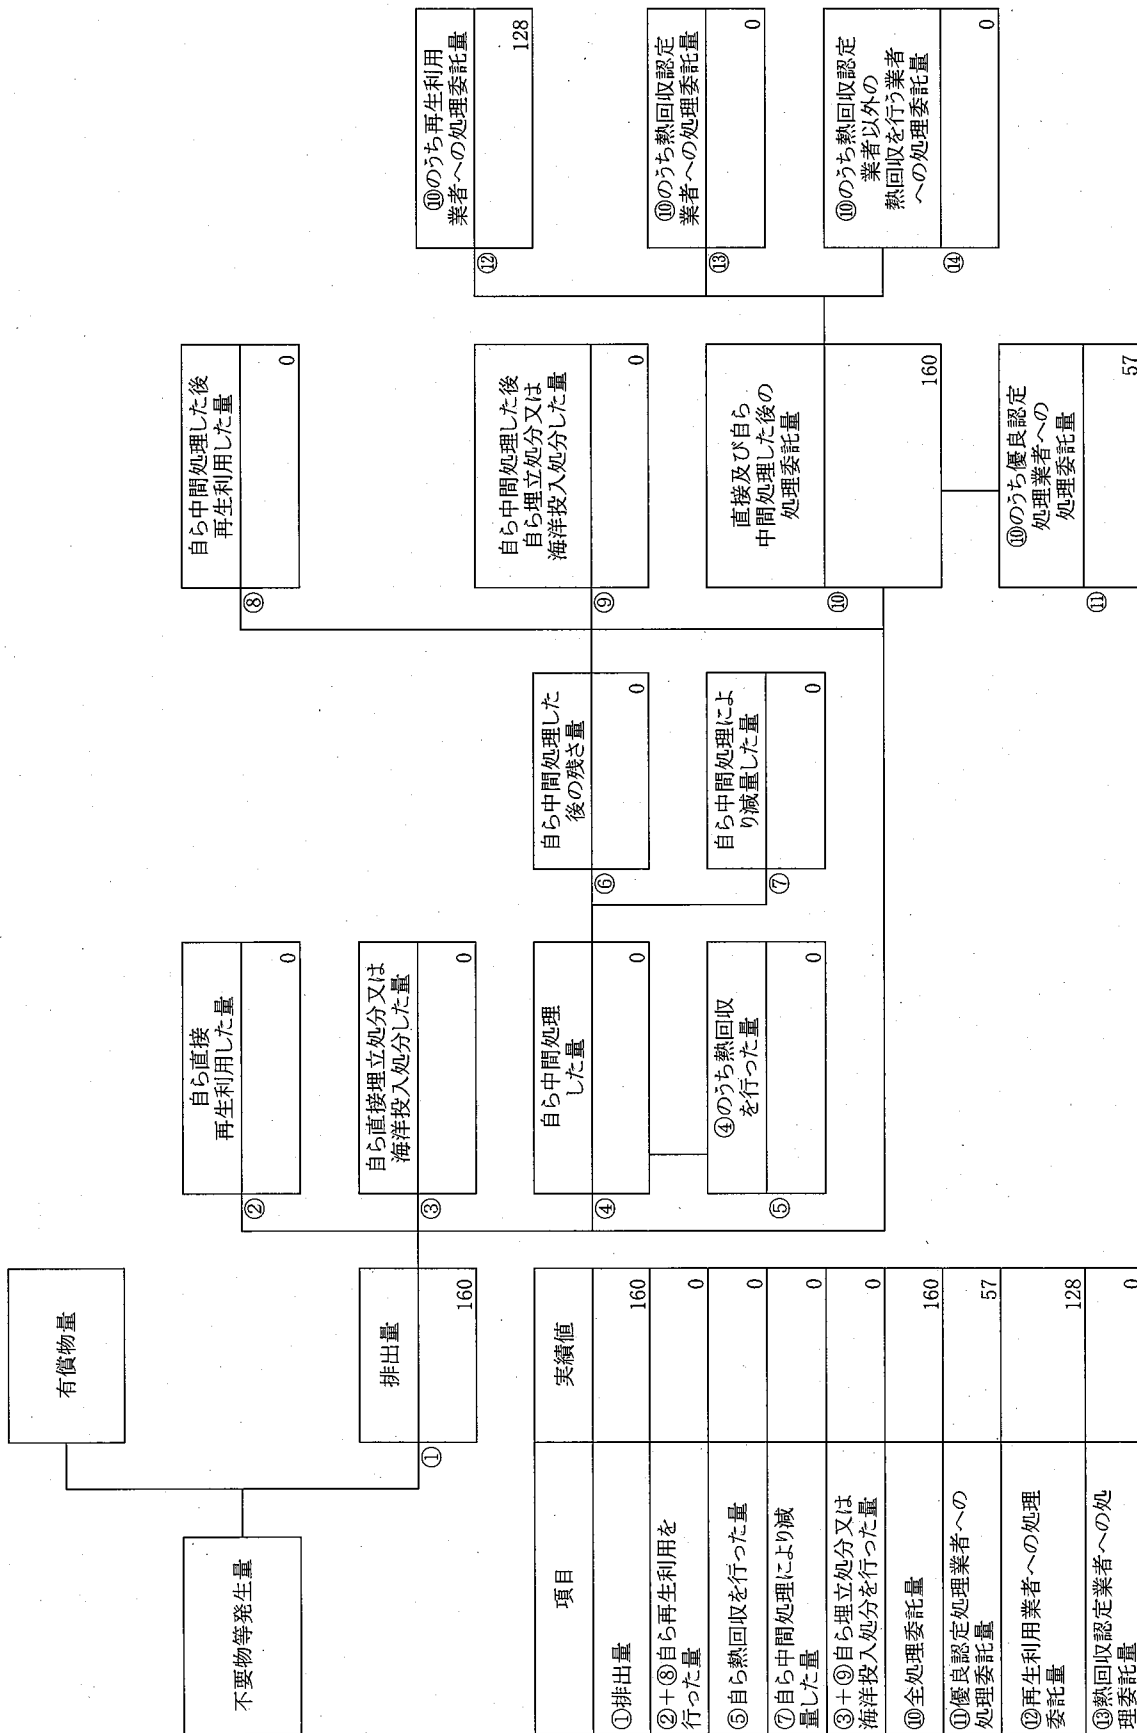 不要物等発生量
有償物量
排出量
①
160
自ら直接
再生利用した量
②
0
自ら直接埋立処分又は
海洋投入処分した量
③
0
自ら中間処理
した量
④
0
④のうち熱回収
を行った量
⑤
0
自ら中間処理した
後の残さ量
⑥
0
自ら中間処理によ
り減量した量
⑦
0
自ら中間処理した後
再生利用した量
⑧
0
自ら中間処理した後
自ら埋立処分又は
海洋投入処分した量
⑨
0
直接及び自ら
中間処理した後の
処理委託量
⑩
160
⑩のうち優良認定
処理業者への
処理委託量
⑪
57
⑩のうち再生利用
業者への処理委託量
⑫
128
⑩のうち熱回収認定
業者への処理委託量
⑬
0
⑩のうち熱回収認定
業者以外の
熱回収を行う業者
への処理委託量
⑭
0
項目 実績値
①排出量 160
②+⑧自ら再生利用を
行った量 0
⑤自ら熱回収を行った量 0
⑦自ら中間処理により減
量した量 0
③+⑨自ら埋立処分又は
海洋投入処分を行った量 0
⑩全処理委託量 160
⑪優良認定処理業者への
処理委託量 57
⑫再生利用業者への処理
委託量 128
⑬熱回収認定業者への処
理委託量 0